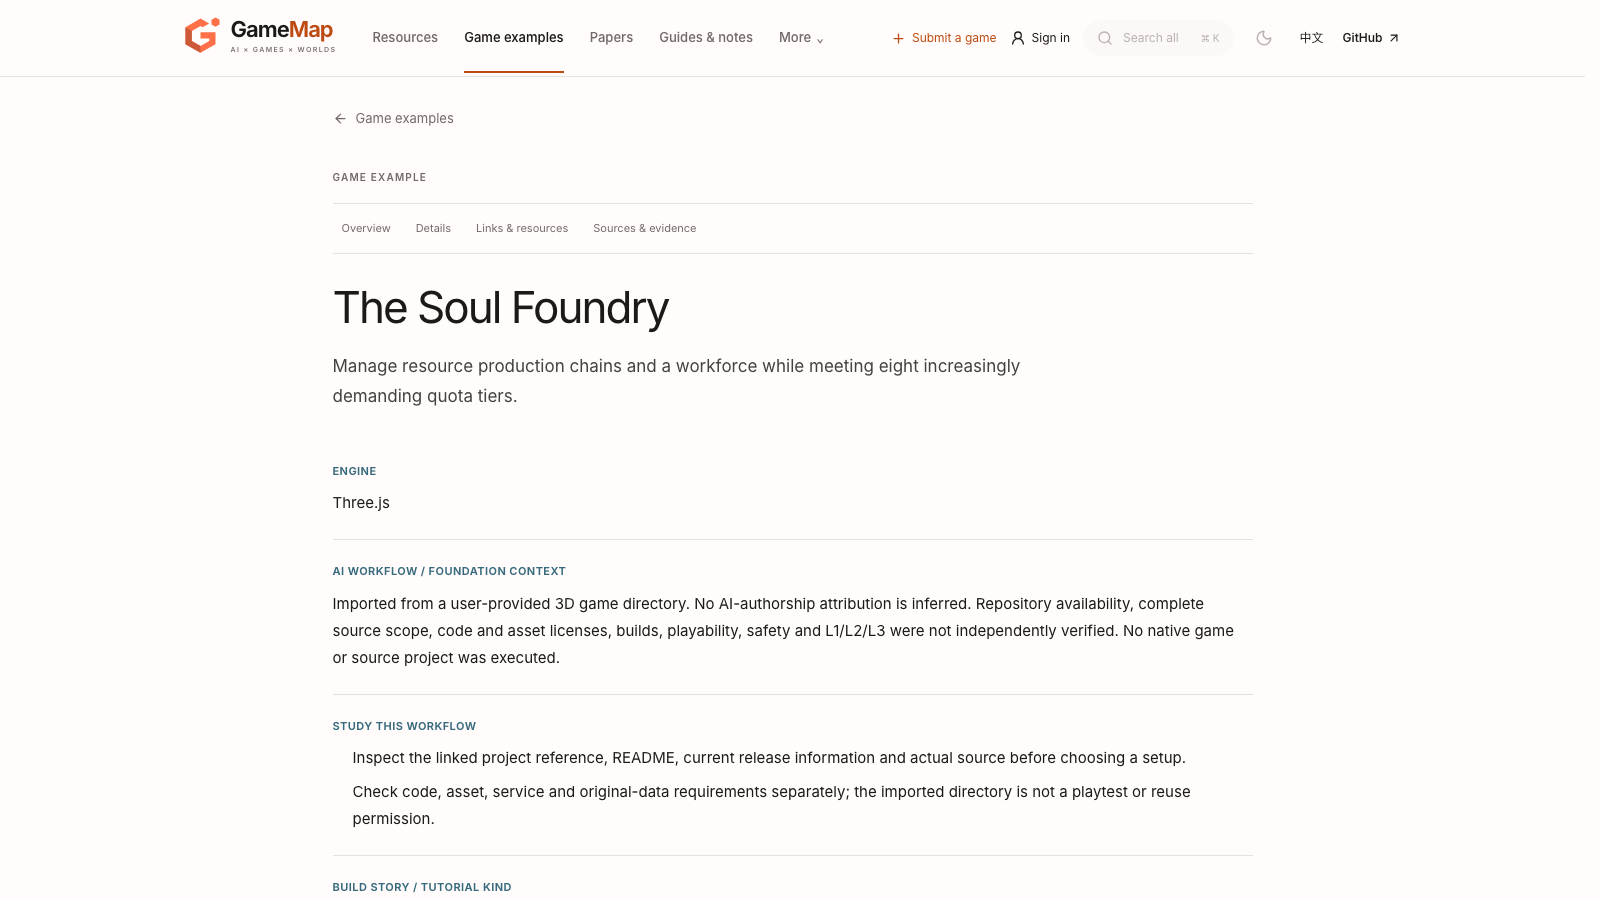 GameMap
AI × GAMES × WORLDS
Resources
Game examples
Papers
Guides & notes
More
Submit a game
Sign in
Search all
⌘ K
中文
GitHub
Game examples
GAME EXAMPLE
Overview
Details
Links & resources
Sources & evidence
The Soul Foundry
Manage resource production chains and a workforce while meeting eight increasingly
demanding quota tiers.
ENGINE
Three.js
AI WORKFLOW / FOUNDATION CONTEXT
Imported from a user-provided 3D game directory. No AI-authorship attribution is inferred. Repository availability, complete
source scope, code and asset licenses, builds, playability, safety and L1/L2/L3 were not independently verified. No native game
or source project was executed.
STUDY THIS WORKFLOW
Inspect the linked project reference, README, current release information and actual source before choosing a setup.
Check code, asset, service and original-data requirements separately; the imported directory is not a playtest or reuse
permission.
BUILD STORY / TUTORIAL KIND